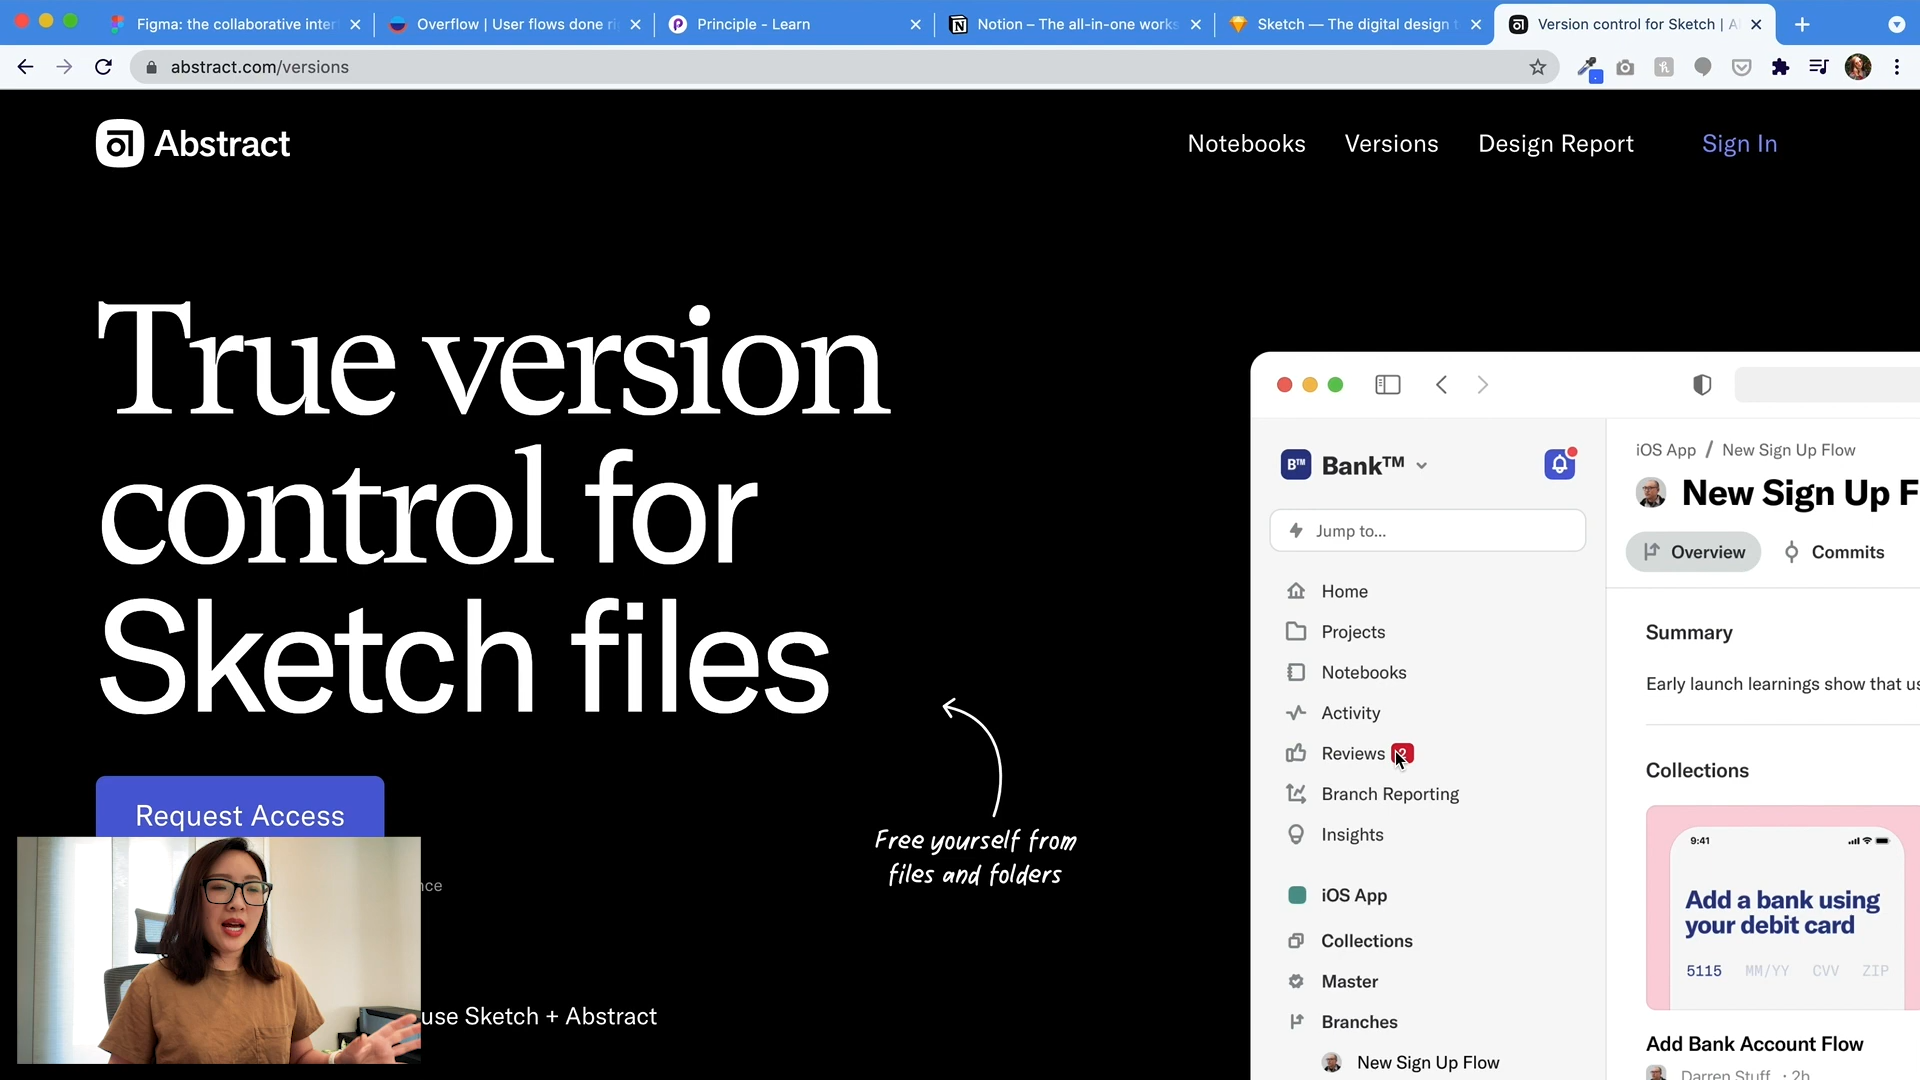 Figma: the collaborative inter
Overflow | User flows done ri
Principle - Learn
Notion – The all-in-one works
Sketch — The digital design t
Version control for Sketch | A
abstract.com/versions
Abstract
Notebooks
Versions
Design Report
Sign In
True version
control for
Sketch files
Request Access
Free yourself from
files and folders
use Sketch + Abstract
B™
Bank™
Jump to...
Home
Projects
Notebooks
Activity
Reviews
Branch Reporting
Insights
iOS App
Collections
Master
Branches
New Sign Up Flow
iOS App / New Sign Up Flow
New Sign Up F
Overview
Commits
Summary
Early launch learnings show that us
Collections
9:41
Add a bank using
your debit card
5115 MM/YY CVV ZIP
Add Bank Account Flow
Darren Stuff · 2h